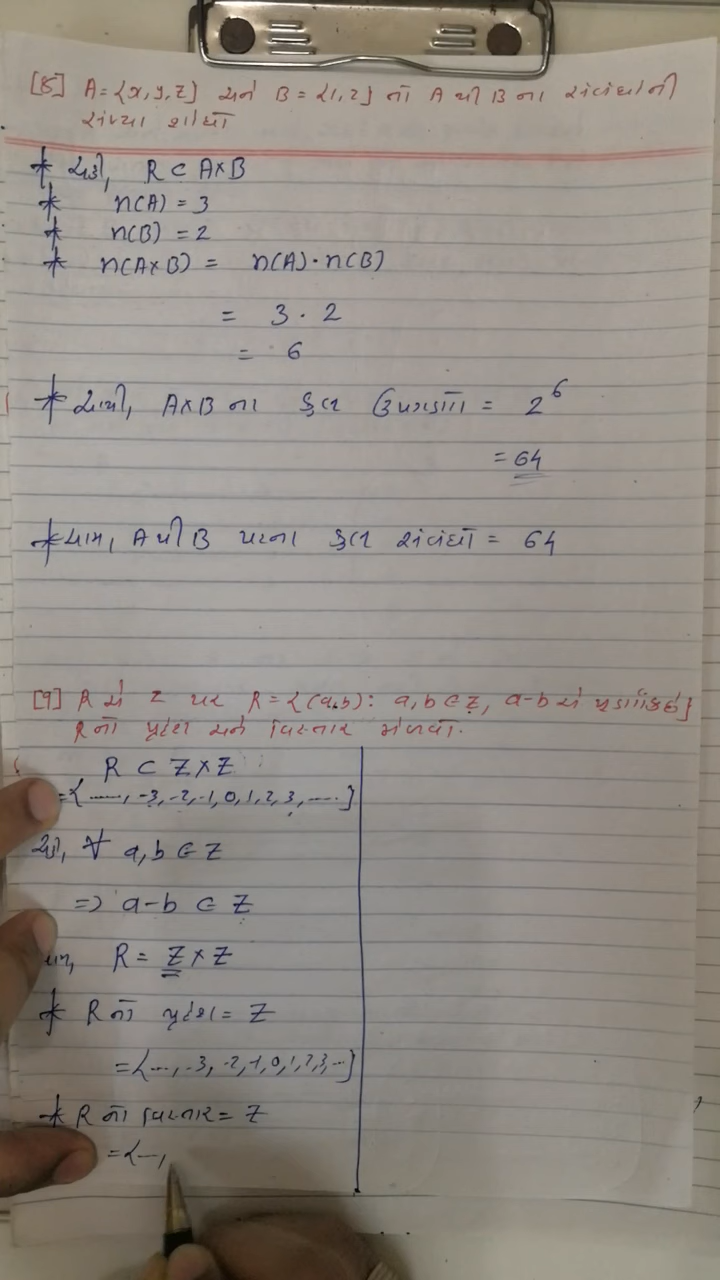 [8] A = {x, y, z} અને B = {1, 2} તો A થી B ના સંબંધોની
સંખ્યા શોધો
* અહીં, R ⊂ A×B
* n(A) = 3
* n(B) = 2
* n(A×B) = n(A)·n(B)
= 3 · 2
= 6
* આથી, A×B ના કુલ ઉપગણો = 2^6
= 64
* આમ, A થી B પરના કુલ સંબંધો = 64
[9] R એ Z પર R = {(a,b): a, b ∈ Z, a-b એ પૂર્ણાંક છે}
R નો પ્રદેશ અને વિસ્તાર મેળવો.
R ⊂ Z×Z
= {....., -3, -2, -1, 0, 1, 2, 3, .....}
અહીં, ∀ a, b ∈ Z
=> a-b ∈ Z
આમ, R = Z×Z
* R નો પ્રદેશ = Z
= {..., -3, -2, -1, 0, 1, 2, 3, ...}
* R નો વિસ્તાર = Z
= {...,